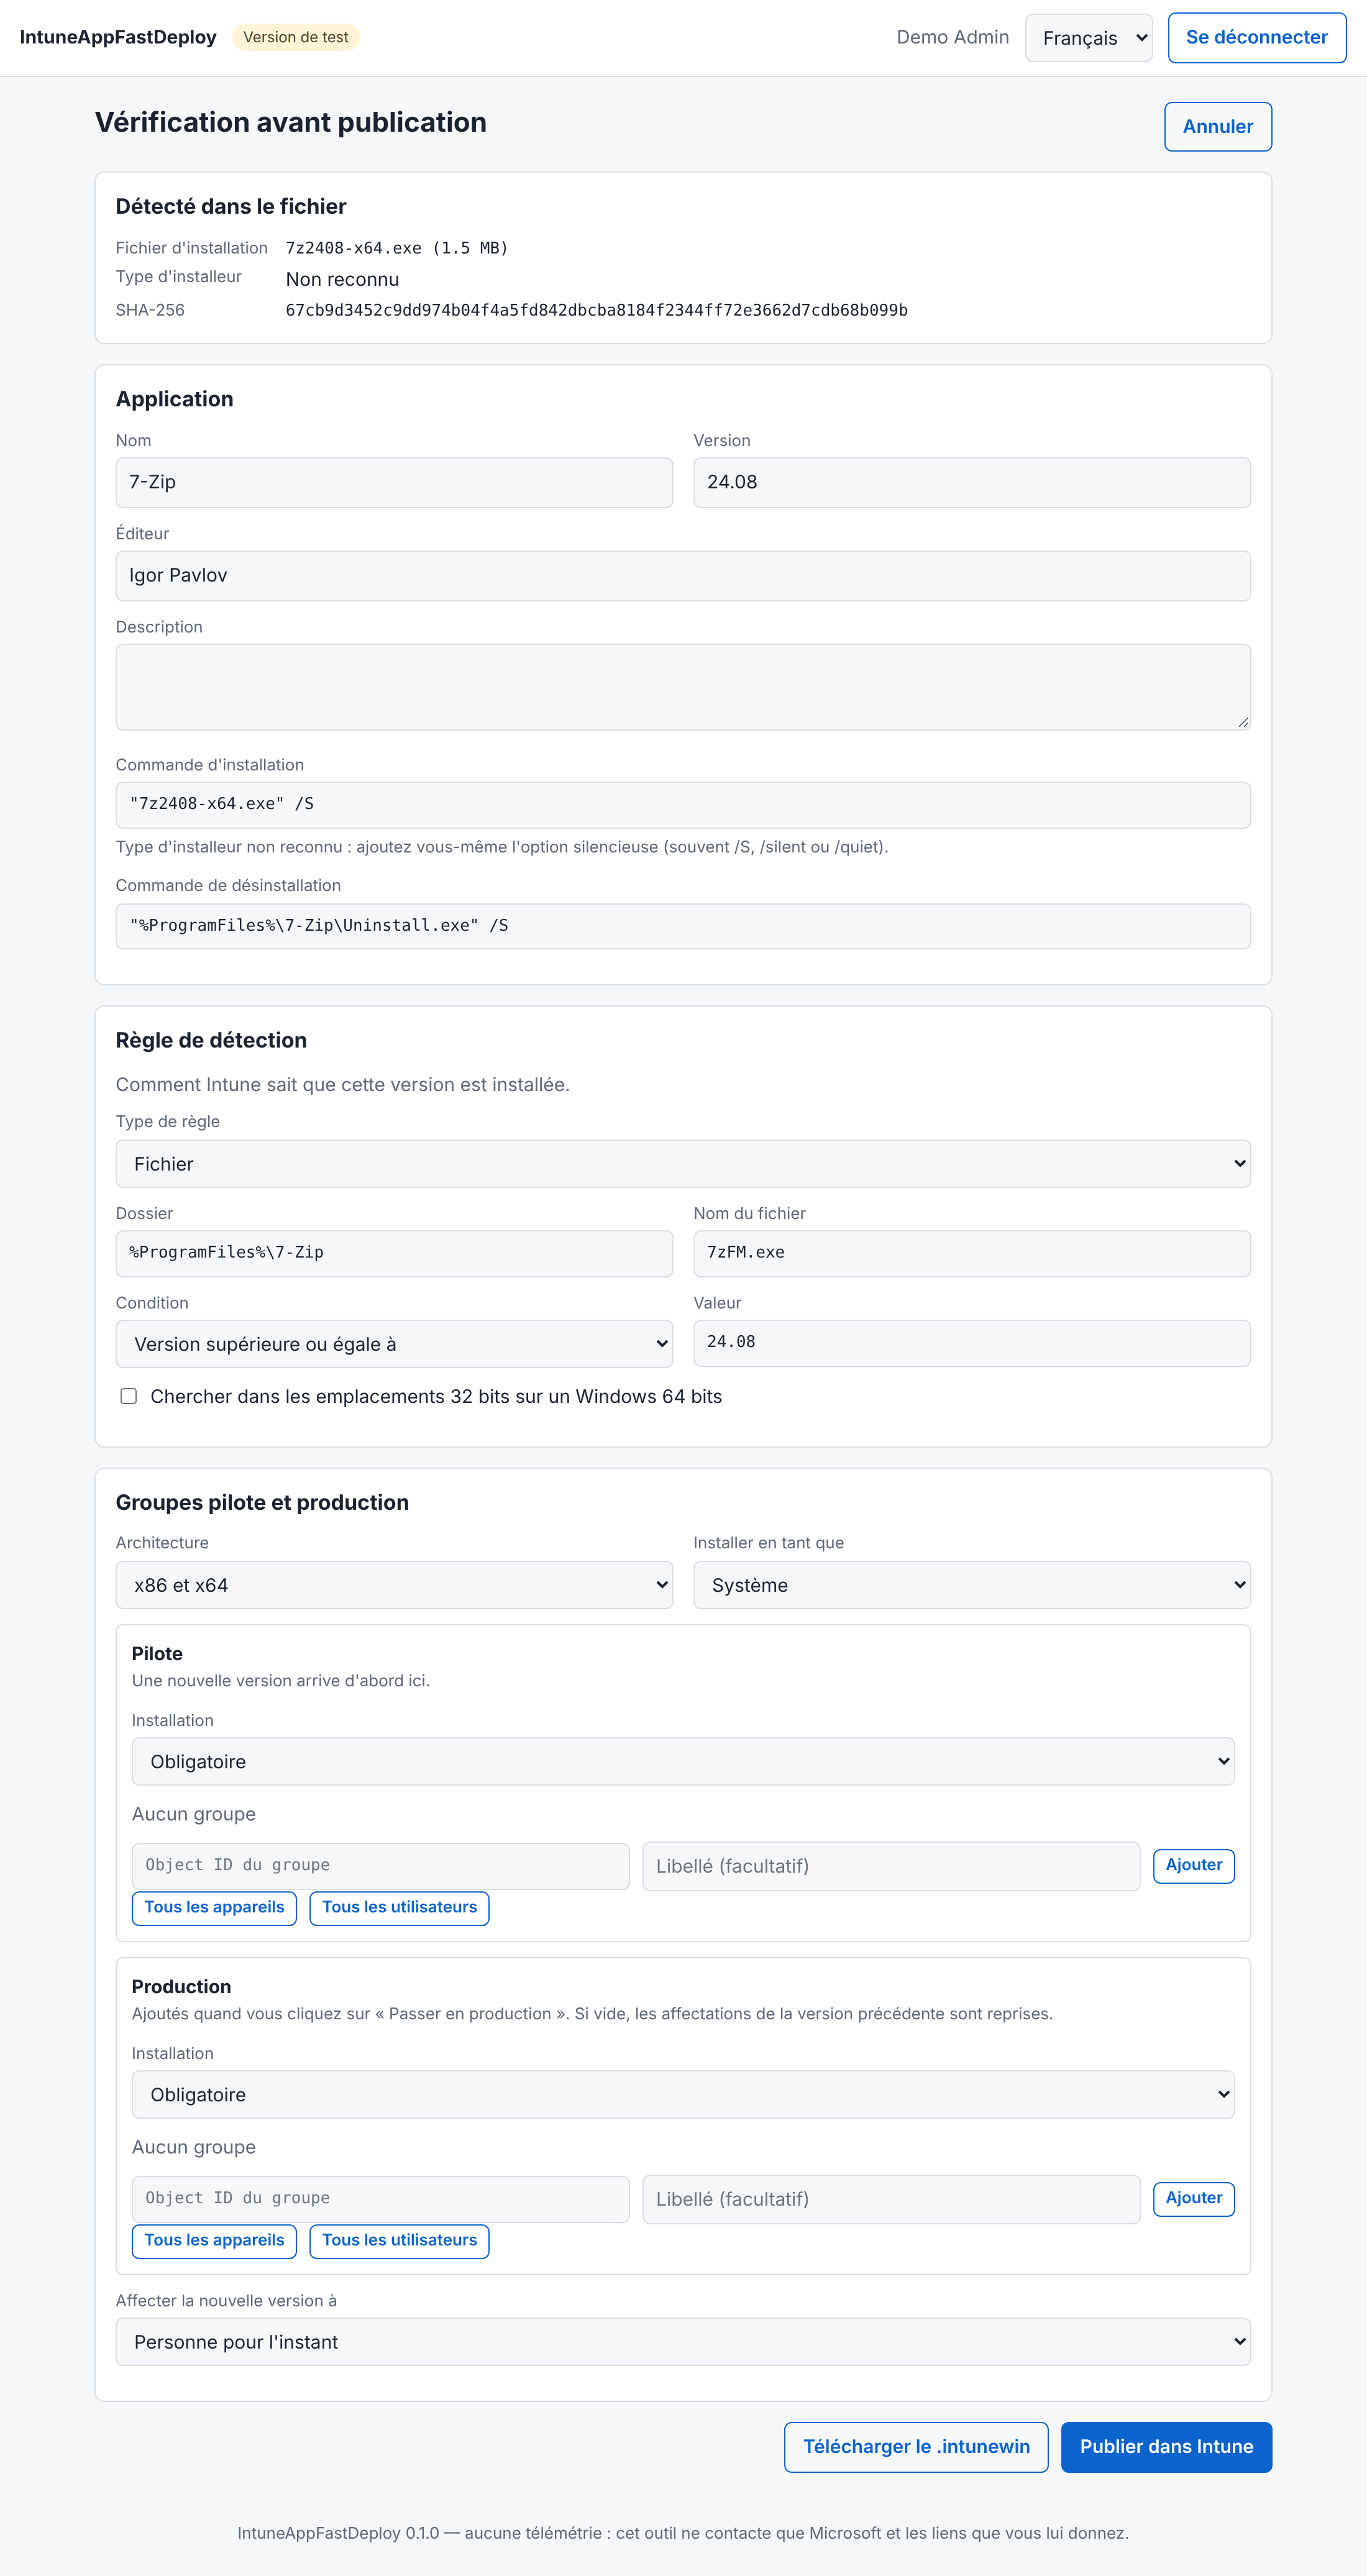 IntuneAppFastDeploy Version de test Demo Admin Français Se déconnecter
Vérification avant publication Annuler
Détecté dans le fichier
Fichier d'installation 7z2408-x64.exe (1.5 MB)
Type d'installeur Non reconnu
SHA-256 67cb9d3452c9dd974b04f4a5fd842dbcba8184f2344ff72e3662d7cdb68b099b
Application
Nom Version
7-Zip 24.08
Éditeur
Igor Pavlov
Description
Commande d'installation
"7z2408-x64.exe" /S
Type d'installeur non reconnu : ajoutez vous-même l'option silencieuse (souvent /S, /silent ou /quiet).
Commande de désinstallation
"%ProgramFiles%\7-Zip\Uninstall.exe" /S
Règle de détection
Comment Intune sait que cette version est installée.
Type de règle
Fichier
Dossier Nom du fichier
%ProgramFiles%\7-Zip 7zFM.exe
Condition Valeur
Version supérieure ou égale à 24.08
Chercher dans les emplacements 32 bits sur un Windows 64 bits
Groupes pilote et production
Architecture Installer en tant que
x86 et x64 Système
Pilote
Une nouvelle version arrive d'abord ici.
Installation
Obligatoire
Aucun groupe
Object ID du groupe Libellé (facultatif) Ajouter
Tous les appareils Tous les utilisateurs
Production
Ajoutés quand vous cliquez sur « Passer en production ». Si vide, les affectations de la version précédente sont reprises.
Installation
Obligatoire
Aucun groupe
Object ID du groupe Libellé (facultatif) Ajouter
Tous les appareils Tous les utilisateurs
Affecter la nouvelle version à
Personne pour l'instant
Télécharger le .intunewin Publier dans Intune
IntuneAppFastDeploy 0.1.0 — aucune télémétrie : cet outil ne contacte que Microsoft et les liens que vous lui donnez.